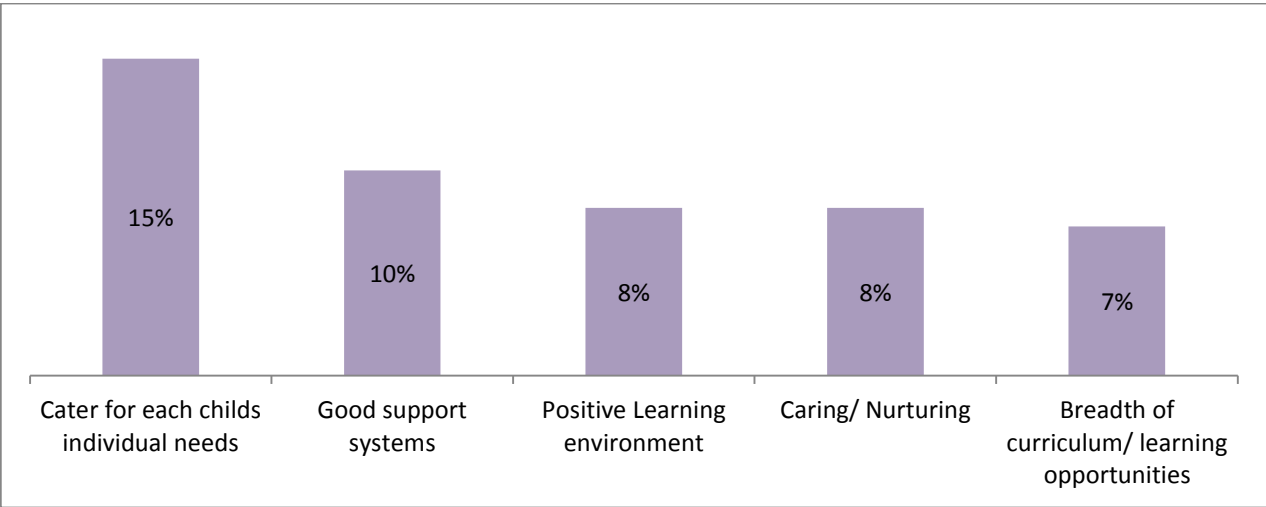 15%
10%
8%
8%
7%
Cater for each childs
individual needs
Good support
systems
Positive Learning
environment
Caring/ Nurturing
Breadth of
curriculum/ learning
opportunities